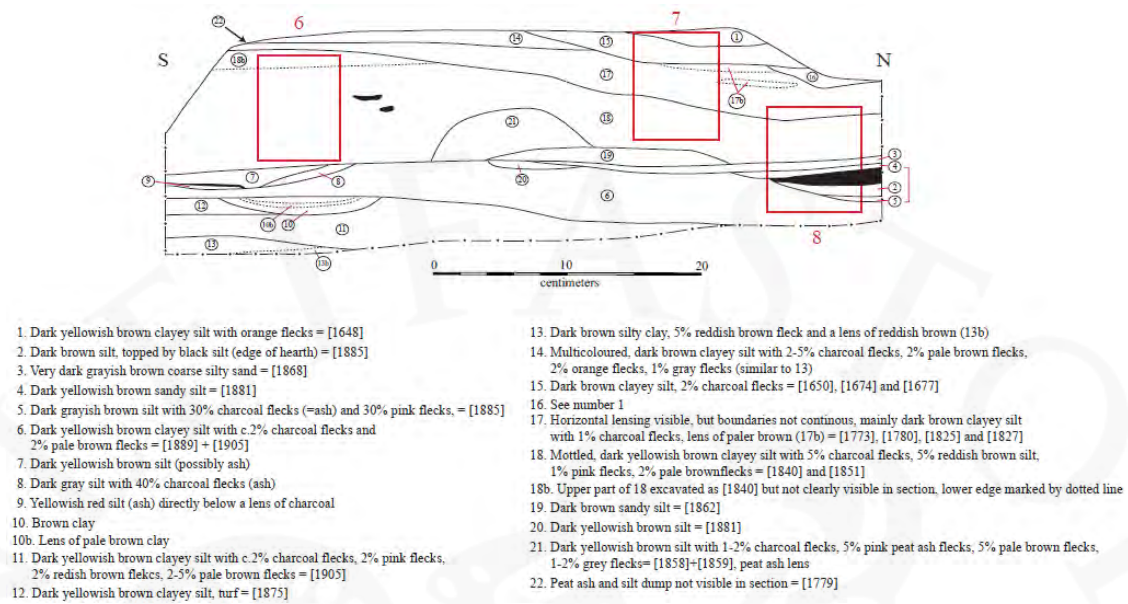 6
7
22
14
15
1
S
N
18b
17
16
17b
18
21
19
3
4
9
7
8
20
6
2
5
12
10b
10
11
13
13b
8
0 10 20
centimeters
1. Dark yellowish brown clayey silt with orange flecks = [1648]
2. Dark brown silt, topped by black silt (edge of hearth) = [1885]
3. Very dark grayish brown coarse silty sand = [1868]
4. Dark yellowish brown sandy silt = [1881]
5. Dark grayish brown silt with 30% charcoal flecks (=ash) and 30% pink flecks, = [1885]
6. Dark yellowish brown clayey silt with c.2% charcoal flecks and
2% pale brown flecks = [1889] + [1905]
7. Dark yellowish brown silt (possibly ash)
8. Dark gray silt with 40% charcoal flecks (ash)
9. Yellowish red silt (ash) directly below a lens of charcoal
10. Brown clay
10b. Lens of pale brown clay
11. Dark yellowish brown clayey silt with c.2% charcoal flecks, 2% pink flecks,
2% redish brown flekcs, 2-5% pale brown flecks = [1905]
12. Dark yellowish brown clayey silt, turf = [1875]
13. Dark brown silty clay, 5% reddish brown fleck and a lens of reddish brown (13b)
14. Multicoloured, dark brown clayey silt with 2-5% charcoal flecks, 2% pale brown flecks,
2% orange flecks, 1% gray flecks (similar to 13)
15. Dark brown clayey silt, 2% charcoal flecks = [1650], [1674] and [1677]
16. See number 1
17. Horizontal lensing visible, but boundaries not continous, mainly dark brown clayey silt
with 1% charcoal flecks, lens of paler brown (17b) = [1773], [1780], [1825] and [1827]
18. Mottled, dark yellowish brown clayey silt with 5% charcoal flecks, 5% reddish brown silt,
1% pink flecks, 2% pale brownflecks = [1840] and [1851]
18b. Upper part of 18 excavated as [1840] but not clearly visible in section, lower edge marked by dotted line
19. Dark brown sandy silt = [1862]
20. Dark yellowish brown silt = [1881]
21. Dark yellowish brown silt with 1-2% charcoal flecks, 5% pink peat ash flecks, 5% pale brown flecks,
1-2% grey flecks= [1858]+[1859], peat ash lens
22. Peat ash and silt dump not visible in section = [1779]